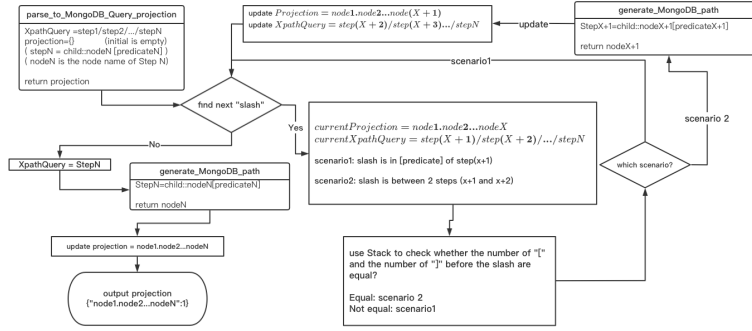 parse_to_MongoDB_Query_projection
XpathQuery =step1/step2/.../stepN
projection={} (initial is empty)
( stepN = child::nodeN [predicateN] )
( nodeN is the node name of Step N)
return projection
update Projection = node1.node2...node(X + 1)
update XpathQuery = step(X + 2)/step(X + 3).../stepN
update
generate_MongoDB_path
StepX+1=child::nodeX+1[predicateX+1]
return nodeX+1
scenario1
find next "slash"
Yes
No
scenario 2
XpathQuery = StepN
generate_MongoDB_path
StepN=child::nodeN[predicateN]
return nodeN
currentProjection = node1.node2...nodeX
currentXpathQuery = step(X + 1)/step(X + 2)/.../stepN
scenario1: slash is in [predicate] of step(x+1)
scenario2: slash is between 2 steps (x+1 and x+2)
which scenario?
update projection = node1.node2...nodeN
use Stack to check whether the number of "["
and the number of "]" before the slash are
equal?
Equal: scenario 2
Not equal: scenario1
output projection
{"node1.node2...nodeN":1}